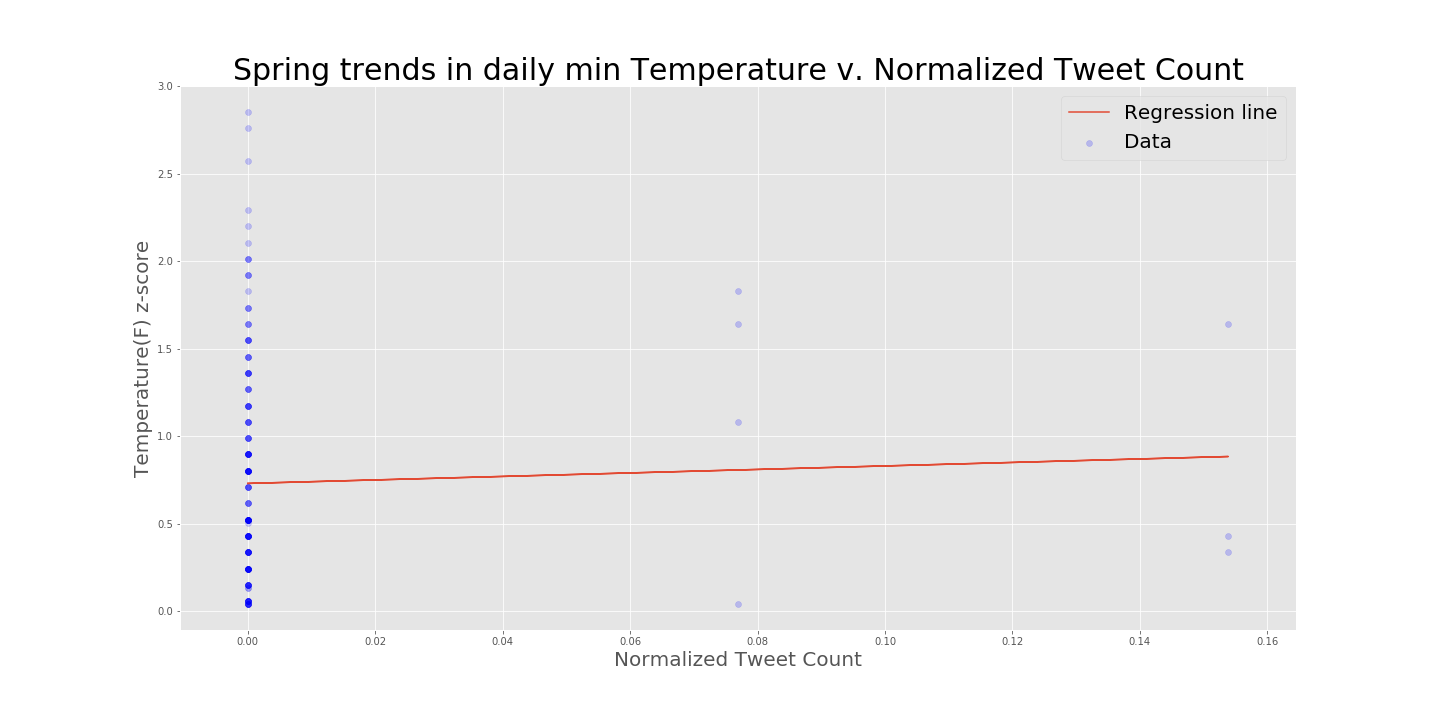 Spring trends in daily min Temperature v. Normalized Tweet Count
Regression line
Data
Temperature(F) z-score
3.0
2.5
2.0
1.5
1.0
0.5
0.0
0.00 0.02 0.04 0.06 0.08 0.10 0.12 0.14 0.16
Normalized Tweet Count